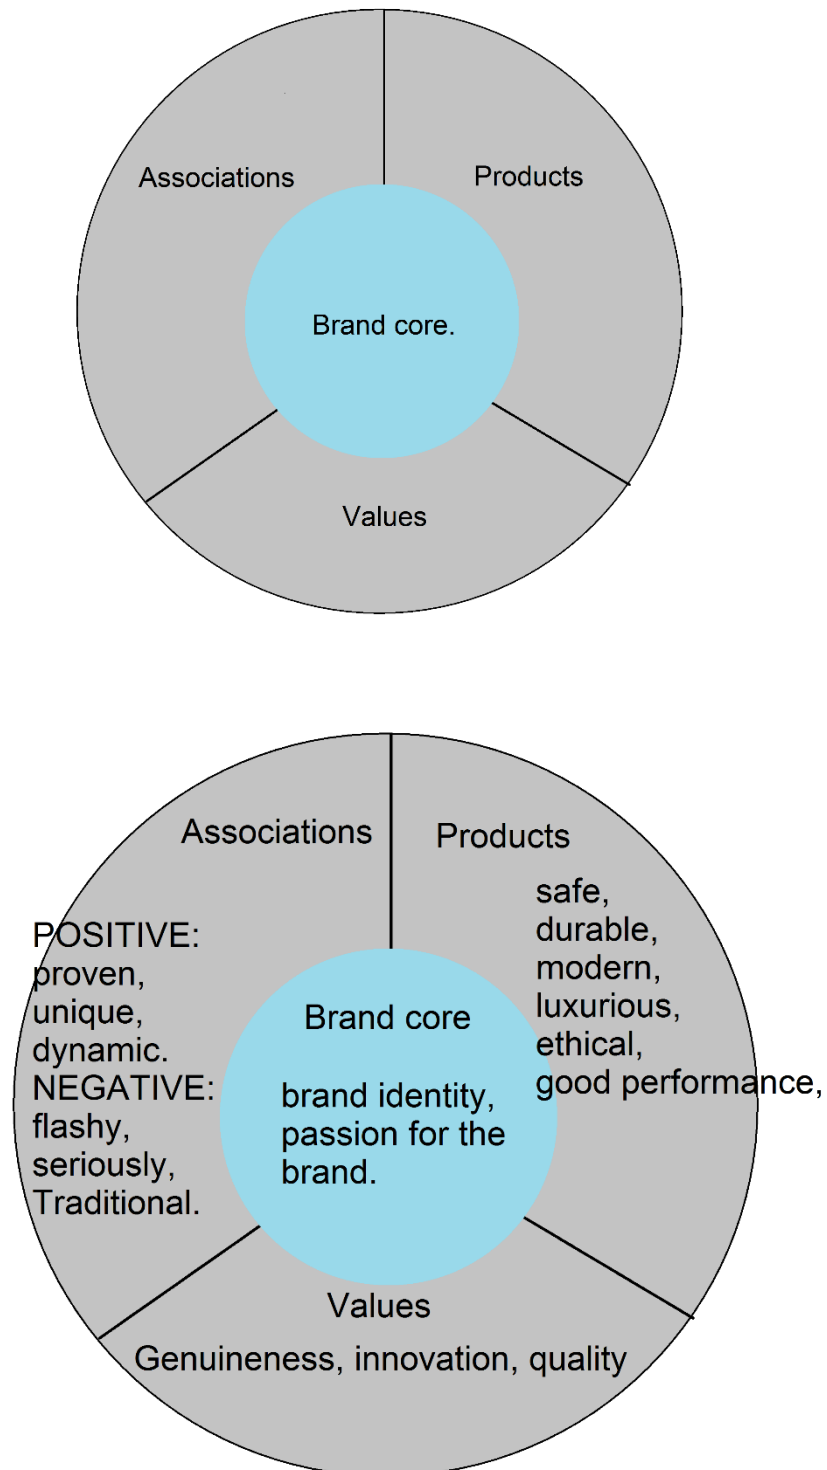 Associations
Products
Brand core.
Values
Associations
Products
POSITIVE:
proven,
unique,
dynamic.
NEGATIVE:
flashy,
seriously,
Traditional.
safe,
durable,
modern,
luxurious,
ethical,
good performance,
Brand core
brand identity,
passion for the
brand.
Values
Genuineness, innovation, quality